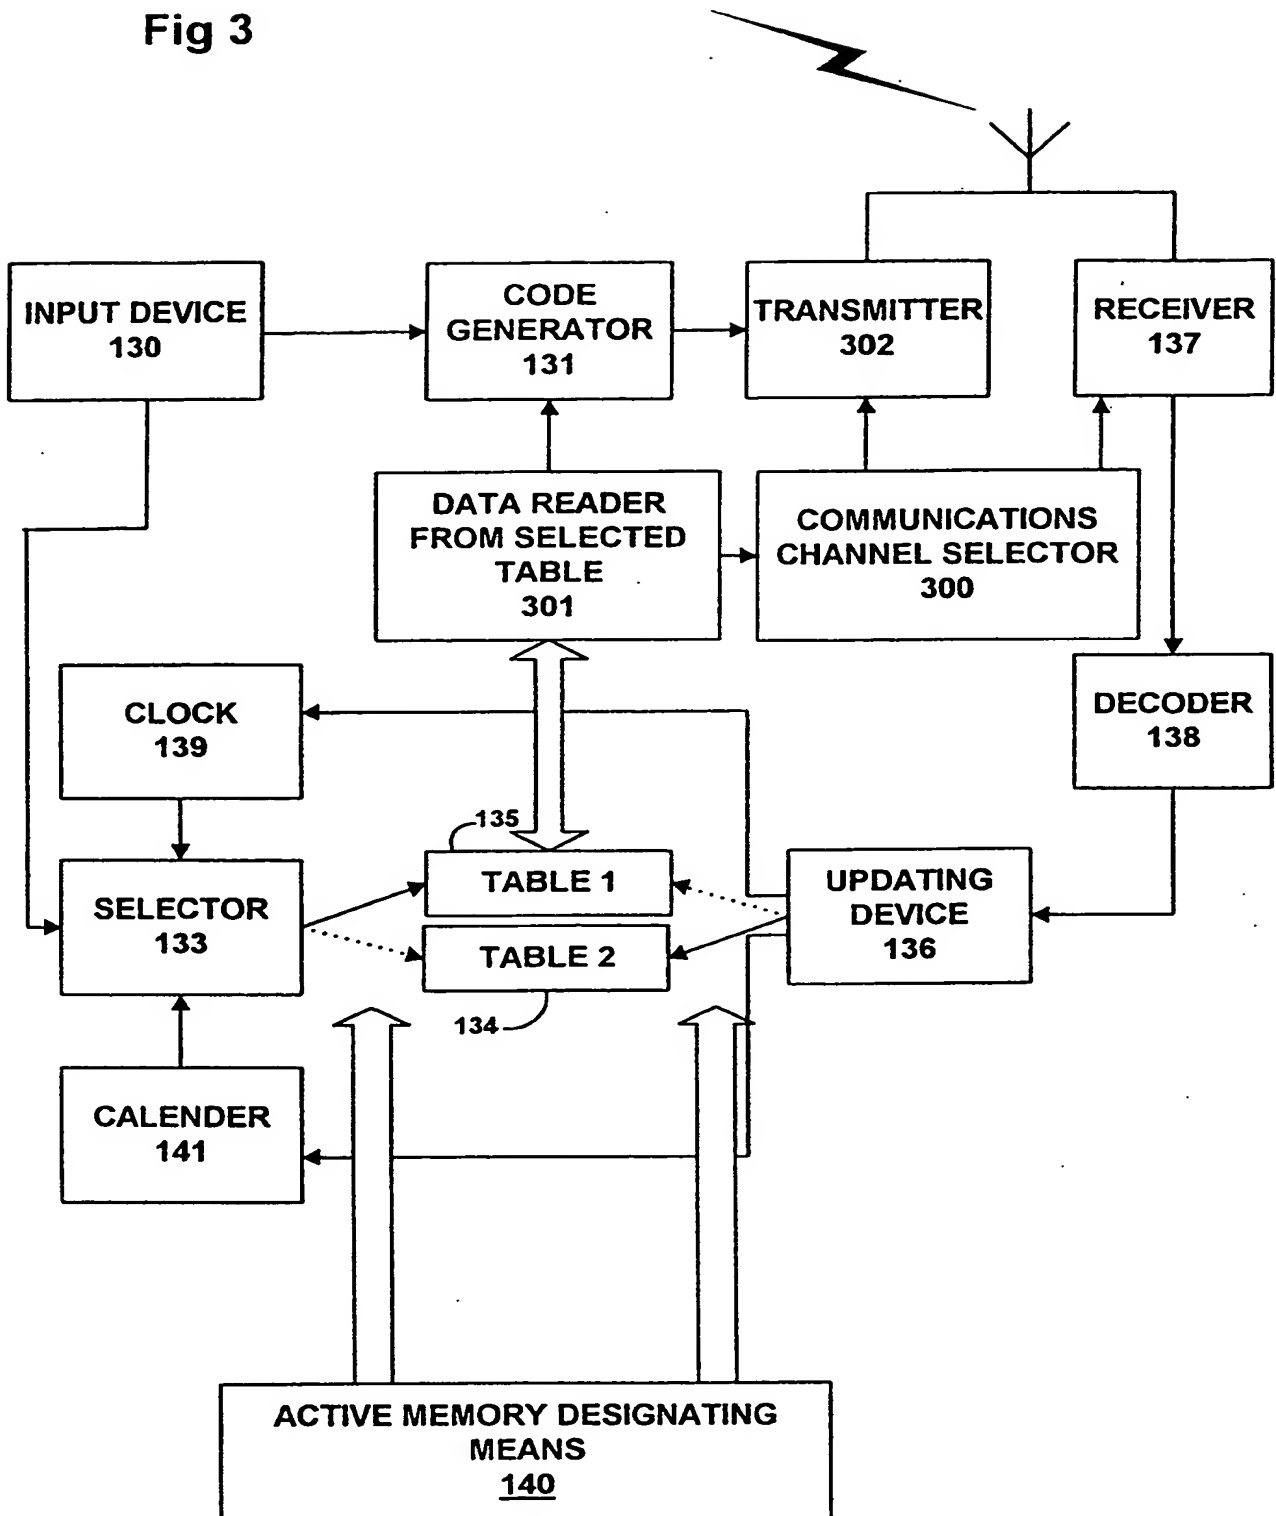 Fig 3
INPUT DEVICE
130
CODE
GENERATOR
131
TRANSMITTER
302
RECEIVER
137
DATA READER
FROM SELECTED
TABLE
301
COMMUNICATIONS
CHANNEL SELECTOR
300
CLOCK
139
DECODER
138
135
TABLE 1
SELECTOR
133
TABLE 2
134
UPDATING
DEVICE
136
CALENDER
141
ACTIVE MEMORY DESIGNATING
MEANS
140